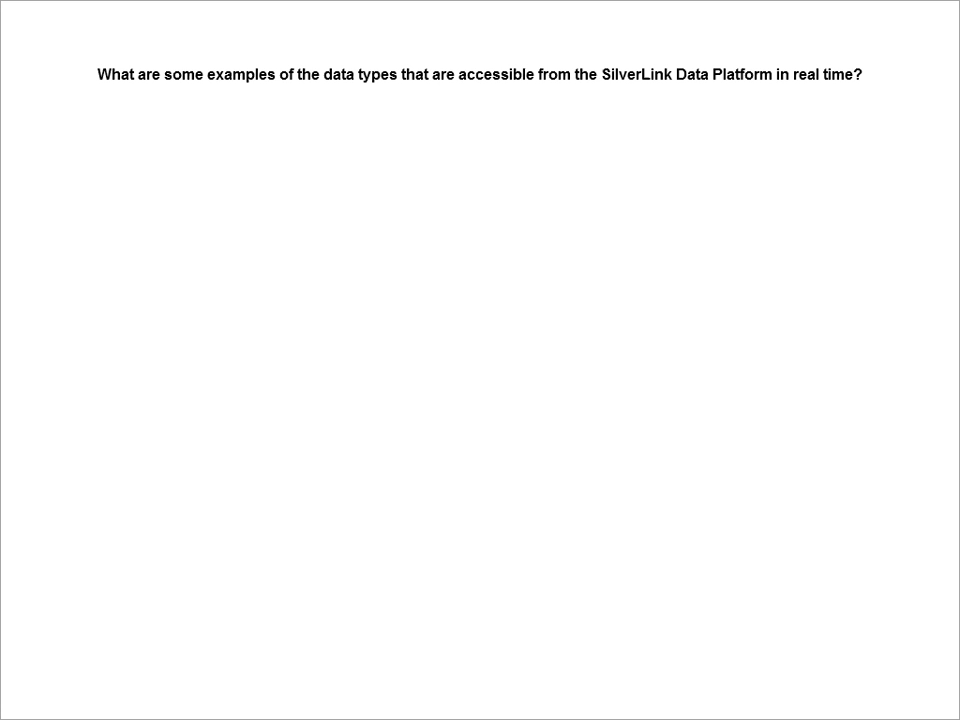 What are some examples of the data types that are accessible from the SilverLink Data Platform in real time?